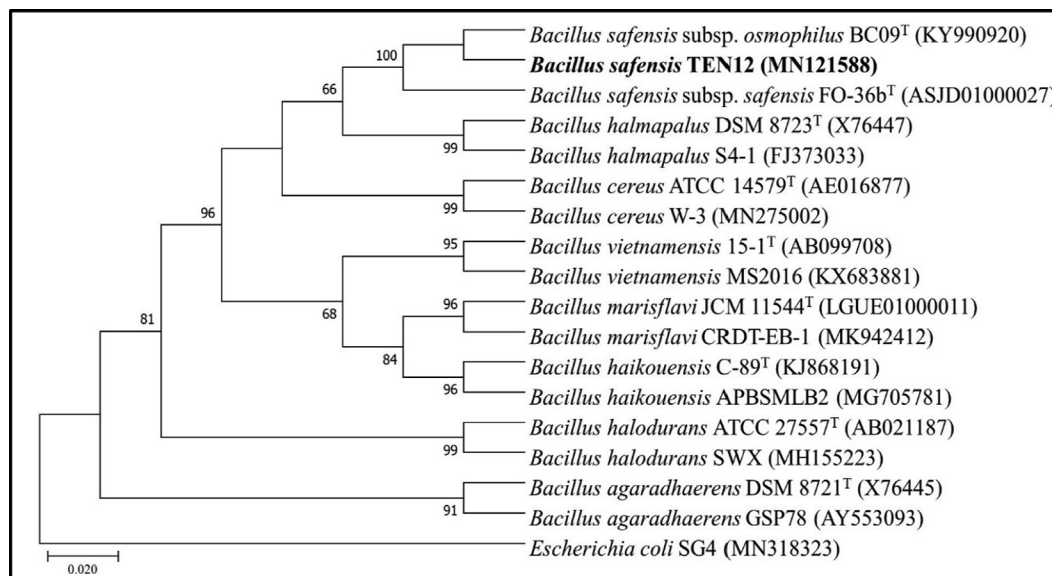 Bacillus safensis subsp. osmophilus BC09ᵀ (KY990920)
100
Bacillus safensis TEN12 (MN121588)
66
Bacillus safensis subsp. safensis FO-36bᵀ (ASJD01000027)
Bacillus halmapalus DSM 8723ᵀ (X76447)
99
Bacillus halmapalus S4-1 (FJ373033)
Bacillus cereus ATCC 14579ᵀ (AE016877)
96
99
Bacillus cereus W-3 (MN275002)
95
Bacillus vietnamensis 15-1ᵀ (AB099708)
Bacillus vietnamensis MS2016 (KX683881)
96
Bacillus marisflavi JCM 11544ᵀ (LGUE01000011)
81
68
Bacillus marisflavi CRDT-EB-1 (MK942412)
84
Bacillus haikouensis C-89ᵀ (KJ868191)
96
Bacillus haikouensis APBSMLB2 (MG705781)
Bacillus halodurans ATCC 27557ᵀ (AB021187)
99
Bacillus halodurans SWX (MH155223)
Bacillus agaradhaerens DSM 8721ᵀ (X76445)
91
Bacillus agaradhaerens GSP78 (AY553093)
Escherichia coli SG4 (MN318323)
0.020